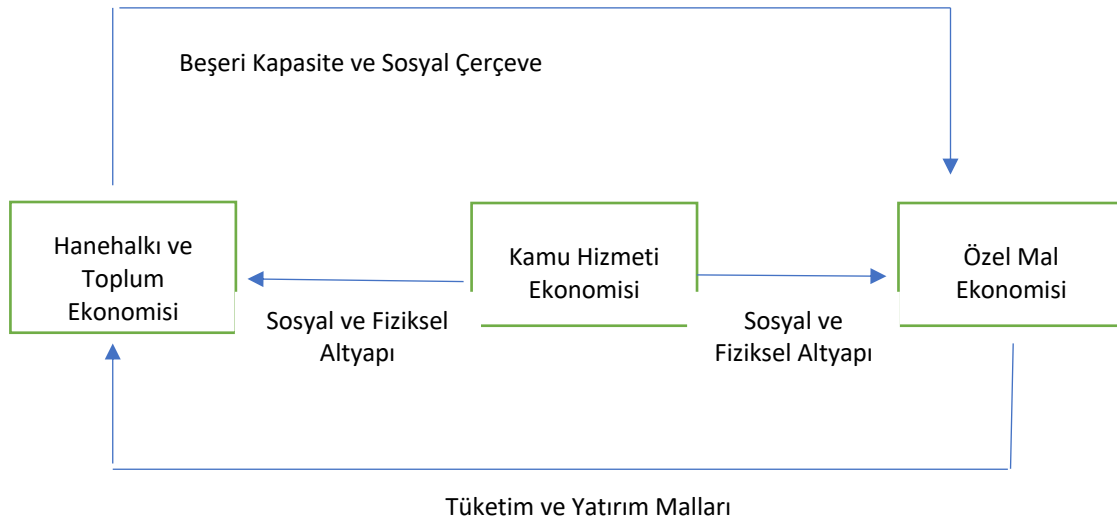 Beşeri Kapasite ve Sosyal Çerçeve
Hanehalkı ve
Toplum
Ekonomisi
Kamu Hizmeti
Ekonomisi
Özel Mal
Ekonomisi
Sosyal ve Fiziksel
Altyapı
Sosyal ve
Fiziksel Altyapı
Tüketim ve Yatırım Malları